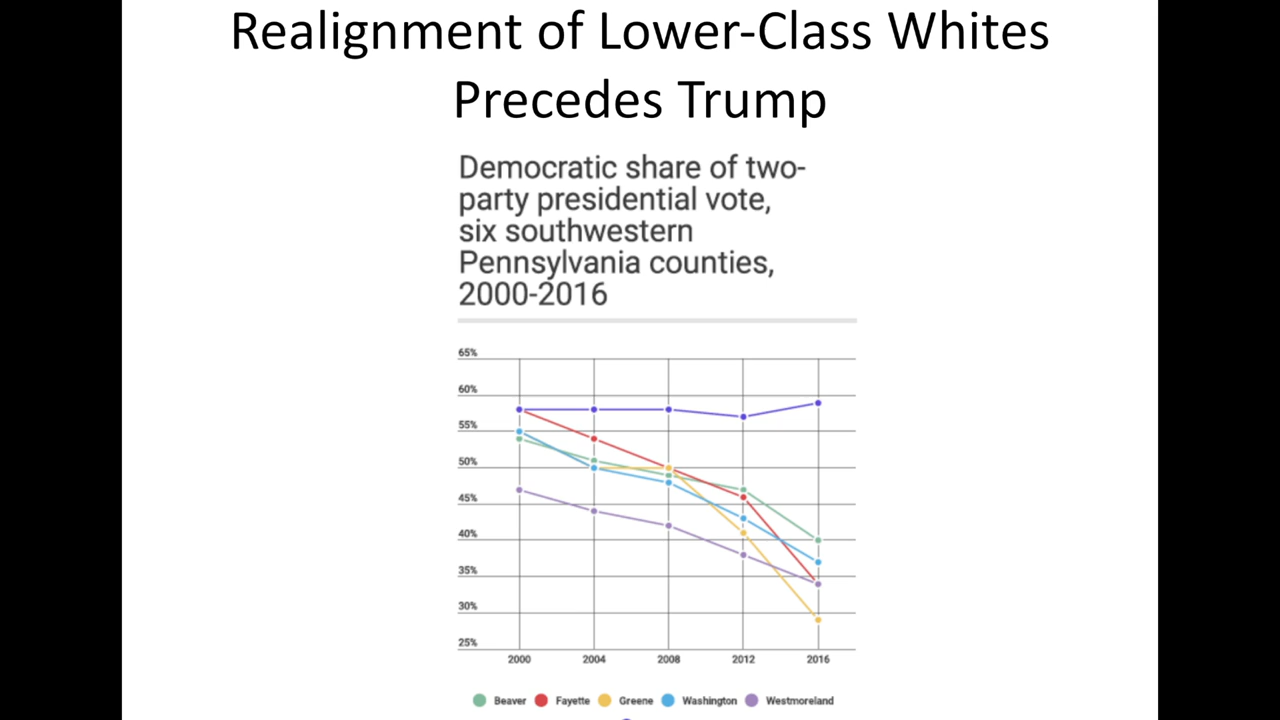 Realignment of Lower-Class Whites
Precedes Trump
Democratic share of two-
party presidential vote,
six southwestern
Pennsylvania counties,
2000-2016
65%
60%
55%
50%
45%
40%
35%
30%
25%
2000 2004 2008 2012 2016
Beaver Fayette Greene Washington Westmoreland